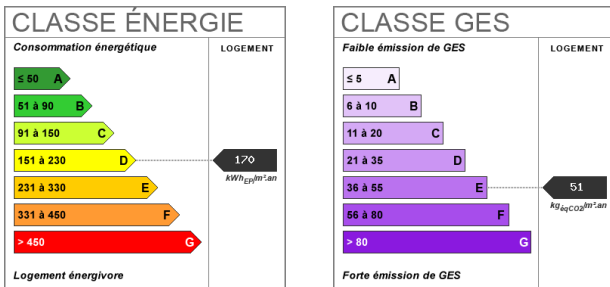 CLASSE ÉNERGIE
Consommation énergétique
LOGEMENT
≤ 50 A
51 à 90 B
91 à 150 C
151 à 230 D
170
kWhEP/m².an
231 à 330 E
331 à 450 F
> 450 G
Logement énergivore
CLASSE GES
Faible émission de GES
LOGEMENT
≤ 5 A
6 à 10 B
11 à 20 C
21 à 35 D
36 à 55 E
51
kgéqCO2/m².an
56 à 80 F
> 80 G
Forte émission de GES